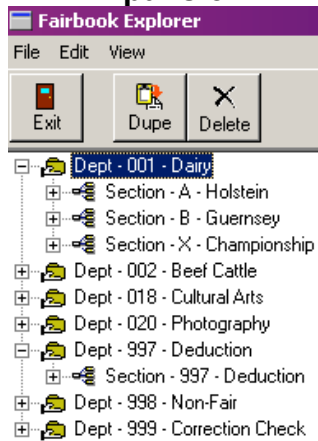 Fairbook Explorer
File Edit View
Exit Dupe Delete
Dept - 001 - Dairy
Section - A - Holstein
Section - B - Guernsey
Section - X - Championship
Dept - 002 - Beef Cattle
Dept - 018 - Cultural Arts
Dept - 020 - Photography
Dept - 997 - Deduction
Section - 997 - Deduction
Dept - 998 - Non-Fair
Dept - 999 - Correction Check